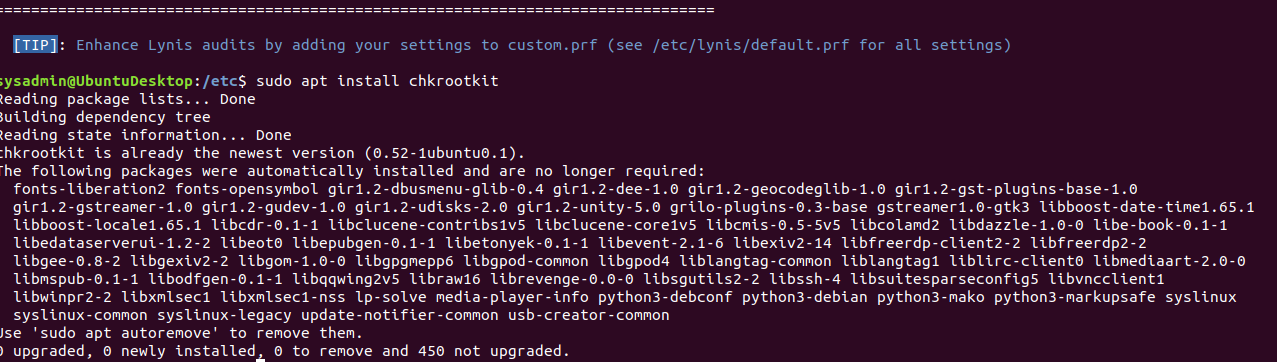 ================================================================================
[TIP]: Enhance Lynis audits by adding your settings to custom.prf (see /etc/lynis/default.prf for all settings)
sysadmin@UbuntuDesktop:/etc$ sudo apt install chkrootkit
Reading package lists... Done
Building dependency tree
Reading state information... Done
chkrootkit is already the newest version (0.52-1ubuntu0.1).
The following packages were automatically installed and are no longer required:
fonts-liberation2 fonts-opensymbol gir1.2-dbusmenu-glib-0.4 gir1.2-dee-1.0 gir1.2-geocodeglib-1.0 gir1.2-gst-plugins-base-1.0
gir1.2-gstreamer-1.0 gir1.2-gudev-1.0 gir1.2-udisks-2.0 gir1.2-unity-5.0 grilo-plugins-0.3-base gstreamer1.0-gtk3 libboost-date-time1.65.1
libboost-locale1.65.1 libcdr-0.1-1 libclucene-contribs1v5 libclucene-core1v5 libcmis-0.5-5v5 libcolamd2 libdazzle-1.0-0 libe-book-0.1-1
libedataserverui-1.2-2 libeot0 libepubgen-0.1-1 libetonyek-0.1-1 libevent-2.1-6 libexiv2-14 libfreerdp-client2-2 libfreerdp2-2
libgee-0.8-2 libgexiv2-2 libgom-1.0-0 libgpgmepp6 libgpod-common libgpod4 liblangtag-common liblangtag1 liblirc-client0 libmediaart-2.0-0
libmspub-0.1-1 libodfgen-0.1-1 libqqwing2v5 libraw16 librevenge-0.0-0 libsgutils2-2 libssh-4 libsuitesparseconfig5 libvncclient1
libwinpr2-2 libxmlsec1 libxmlsec1-nss lp-solve media-player-info python3-debconf python3-debian python3-mako python3-markupsafe syslinux
syslinux-common syslinux-legacy update-notifier-common usb-creator-common
Use 'sudo apt autoremove' to remove them.
0 upgraded, 0 newly installed, 0 to remove and 450 not upgraded.